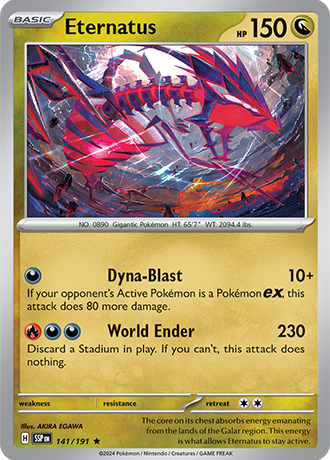 BASIC
Eternatus
HP 150
NO. 0890 Gigantic Pokémon HT: 65'7" WT: 2094.4 lbs.
Dyna-Blast 10+
If your opponent's Active Pokémon is a Pokémon ex, this
attack does 80 more damage.
World Ender 230
Discard a Stadium in play. If you can't, this attack does
nothing.
weakness resistance retreat
Illus. AKIRA EGAWA
H SSP EN 141/191 ★
The core on its chest absorbs energy emanating
from the lands of the Galar region. This energy
is what allows Eternatus to stay active.
©2024 Pokémon / Nintendo / Creatures / GAME FREAK